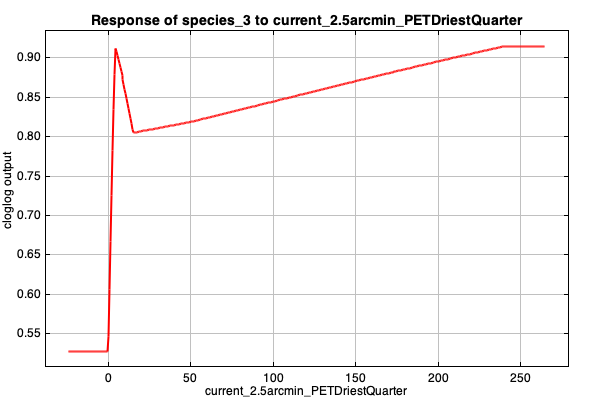 Response of species_3 to current_2.5arcmin_PETDriestQuarter
0.90
0.85
0.80
0.75
0.70
0.65
0.60
0.55
cloglog output
0 50 100 150 200 250
current_2.5arcmin_PETDriestQuarter